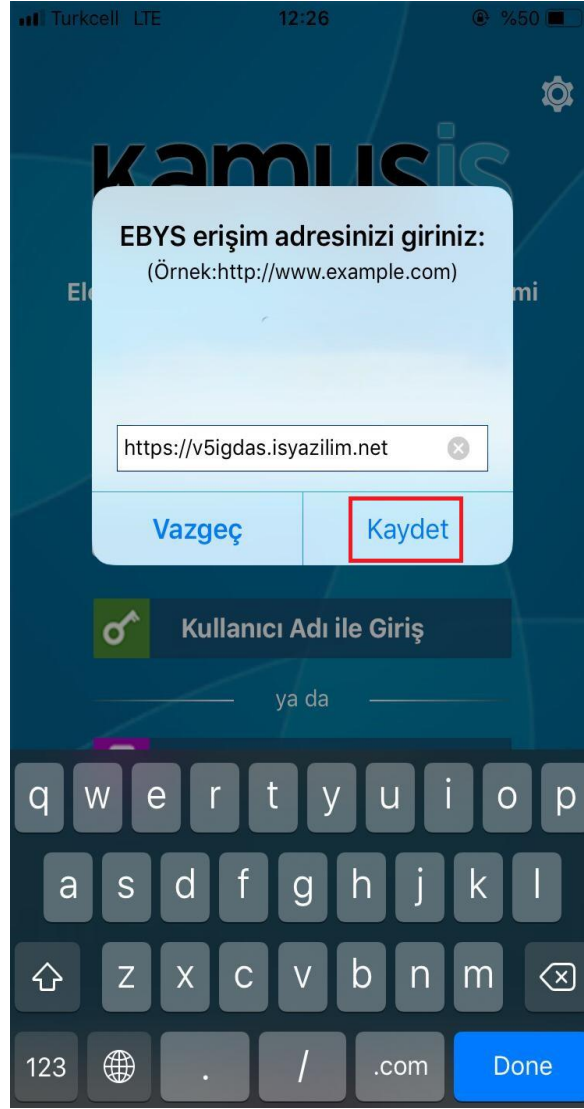 Turkcell LTE 12:26 %50
kamusis
EBYS erişim adresinizi giriniz:
(Örnek:http://www.example.com)
El mi
https://v5igdas.isyazilim.net
Vazgeç Kaydet
Kullanıcı Adı ile Giriş
ya da
q w e r t y u i o p
a s d f g h j k l
z x c v b n m
123 . / .com Done